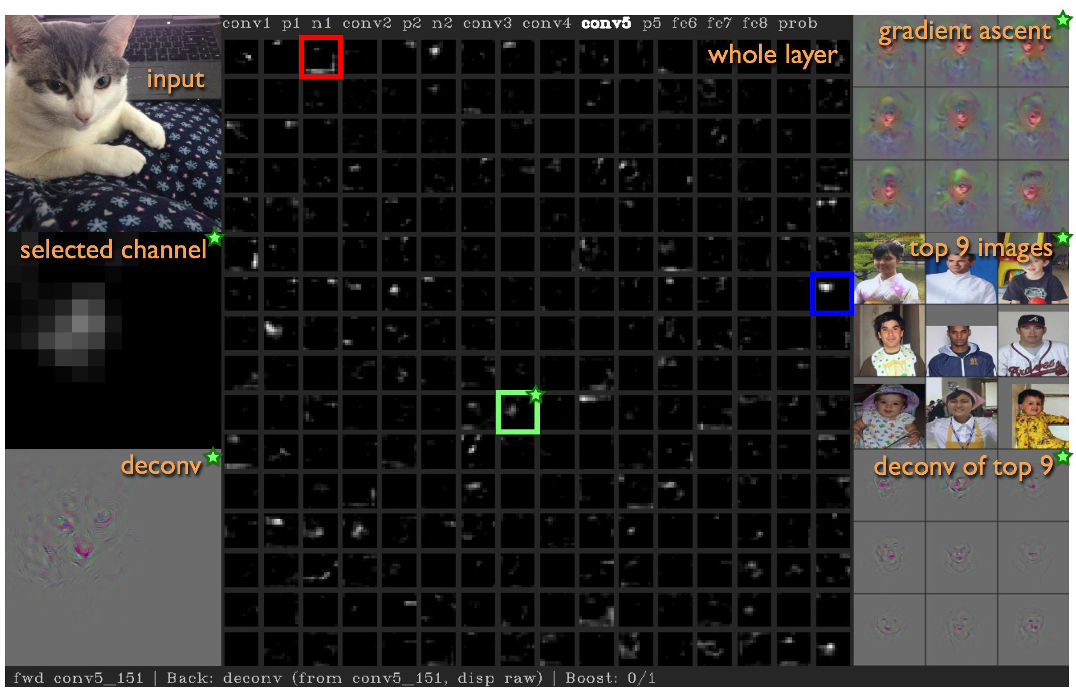 conv1 p1 n1 conv2 p2 n2 conv3 conv4 conv5 p5 fc6 fc7 fc8 prob
input
whole layer
gradient ascent
selected channel
top 9 images
Braves
deconv
deconv of top 9
fwd conv5_151 | Back: deconv (from conv5_151, disp raw) | Boost: 0/1